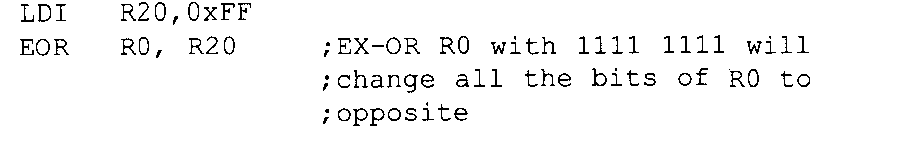 LDI R20,0xFF
EOR R0, R20 ;EX-OR R0 with 1111 1111 will
;change all the bits of R0 to
;opposite